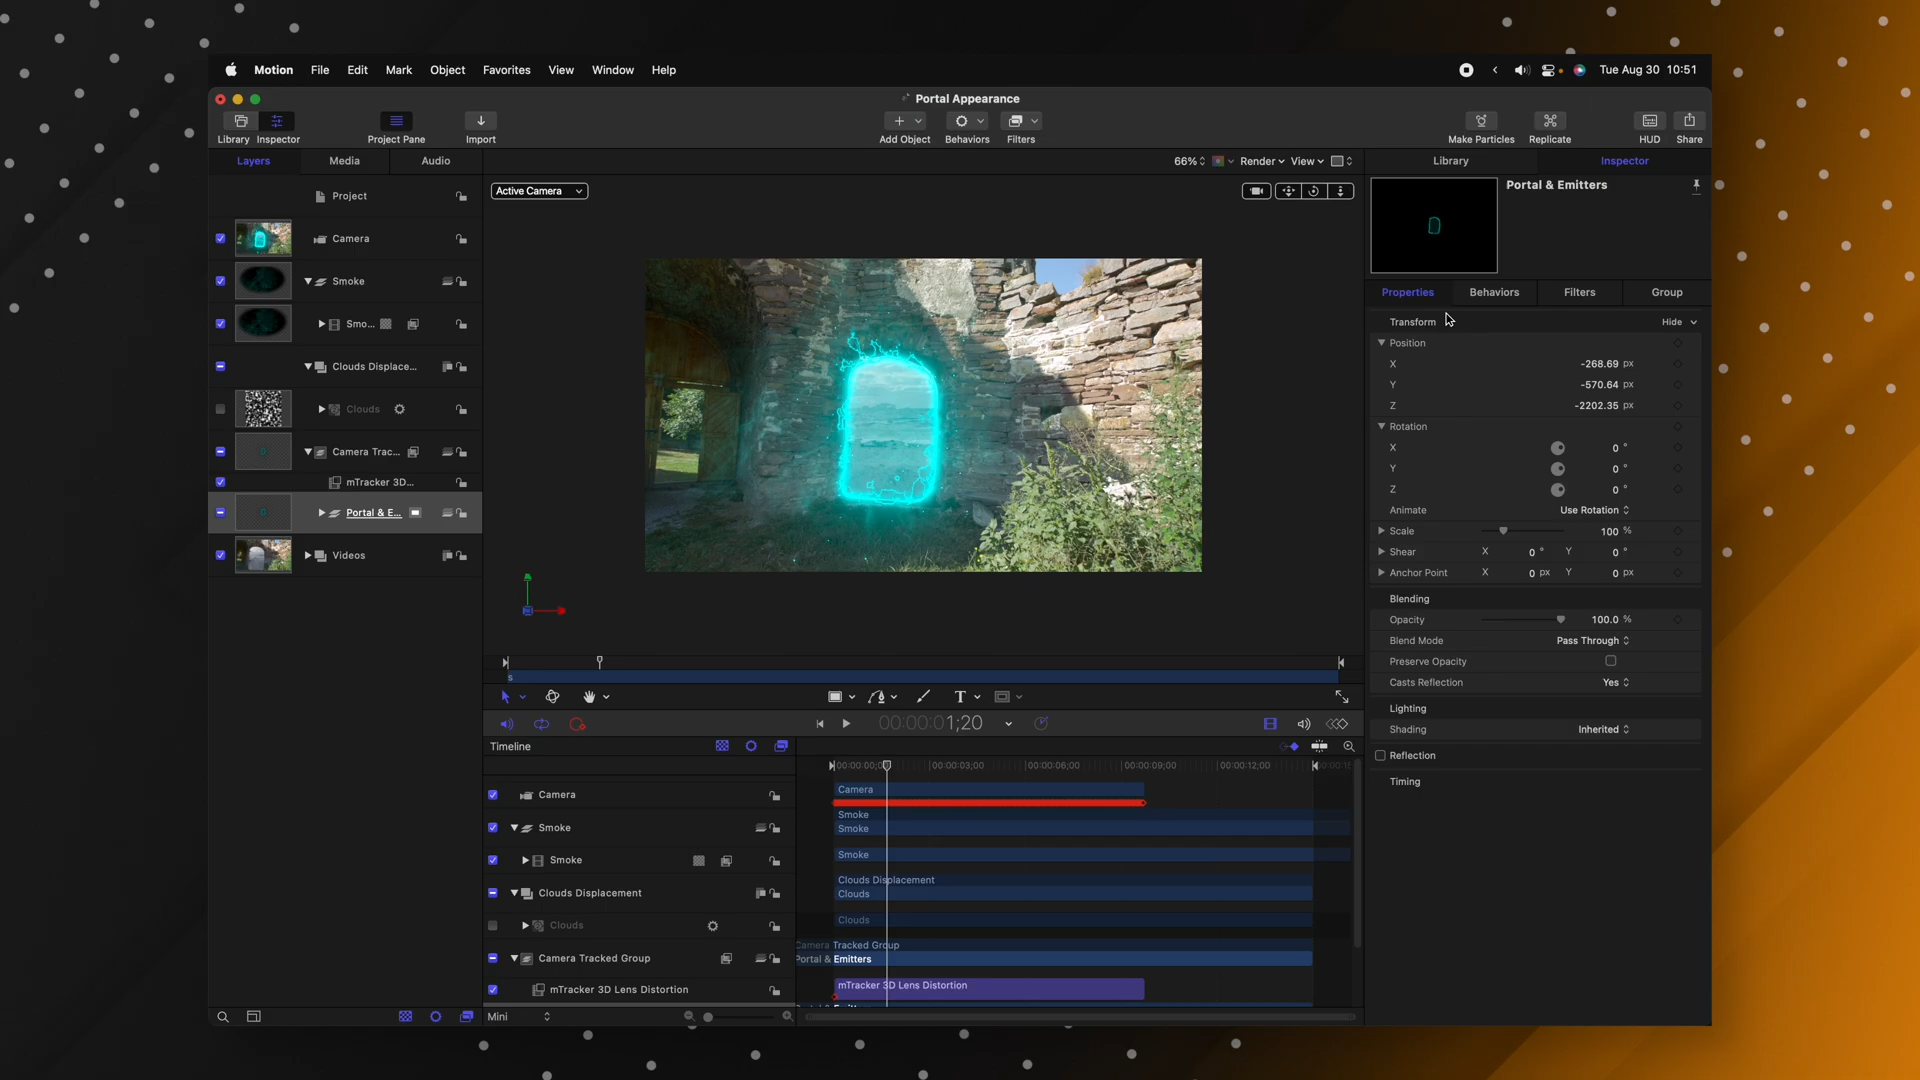 Motion File Edit Mark Object Favorites View Window Help Tue Aug 30 10:51
Portal Appearance
Library Inspector Project Pane Import Add Object Behaviors Filters Make Particles Replicate HUD Share
Layers Media Audio 66% Render View Library Inspector
Active Camera
Portal & Emitters
Project
Camera
Smoke
Smo...
Clouds Displace...
Clouds
Camera Trac...
mTracker 3D...
Portal & E...
Videos
Properties Behaviors Filters Group
Transform Hide
Position
X -268.69 px
Y -570.64 px
Z -2202.35 px
Rotation
X 0 °
Y 0 °
Z 0 °
Animate Use Rotation
Scale 100 %
Shear X 0 ° Y 0 °
Anchor Point X 0 px Y 0 px
Blending
Opacity 100.0 %
Blend Mode Pass Through
Preserve Opacity
Casts Reflection Yes
Lighting
Shading Inherited
Reflection
Timing
S
T
00:00:01;20
Timeline
00:00:03;00 00:00:06;00 00:00:09;00 00:00:12;00
Camera
Smoke
Smoke
Clouds Displacement
Clouds
Camera Tracked Group
mTracker 3D Lens Distortion
Camera
Smoke
Smoke
Smoke
Clouds Displacement
Clouds
Clouds
Camera Tracked Group
Portal & Emitters
mTracker 3D Lens Distortion
Mini